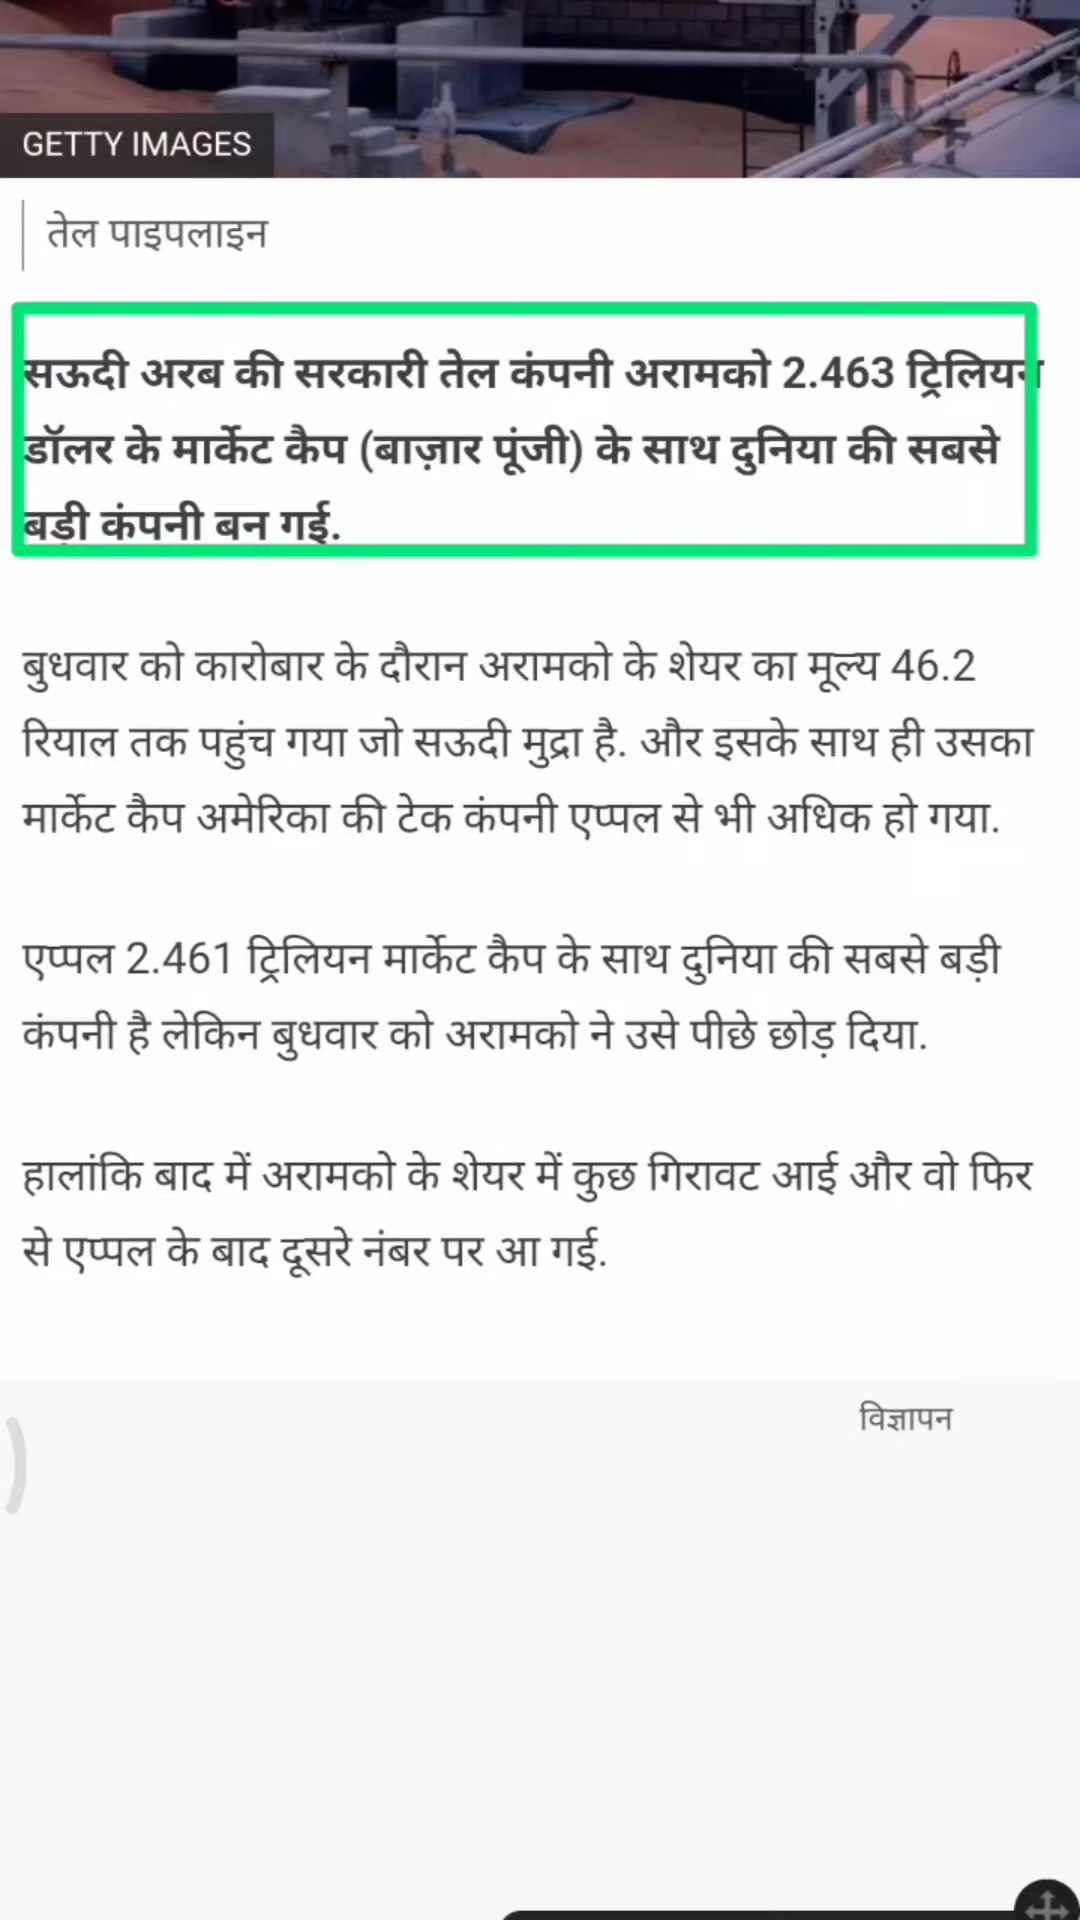 GETTY IMAGES
तेल पाइपलाइन
सऊदी अरब की सरकारी तेल कंपनी अरामको 2.463 ट्रिलियन
डॉलर के मार्केट कैप (बाज़ार पूंजी) के साथ दुनिया की सबसे
बड़ी कंपनी बन गई.
बुधवार को कारोबार के दौरान अरामको के शेयर का मूल्य 46.2
रियाल तक पहुंच गया जो सऊदी मुद्रा है. और इसके साथ ही उसका
मार्केट कैप अमेरिका की टेक कंपनी एप्पल से भी अधिक हो गया.
एप्पल 2.461 ट्रिलियन मार्केट कैप के साथ दुनिया की सबसे बड़ी
कंपनी है लेकिन बुधवार को अरामको ने उसे पीछे छोड़ दिया.
हालांकि बाद में अरामको के शेयर में कुछ गिरावट आई और वो फिर
से एप्पल के बाद दूसरे नंबर पर आ गई.
विज्ञापन